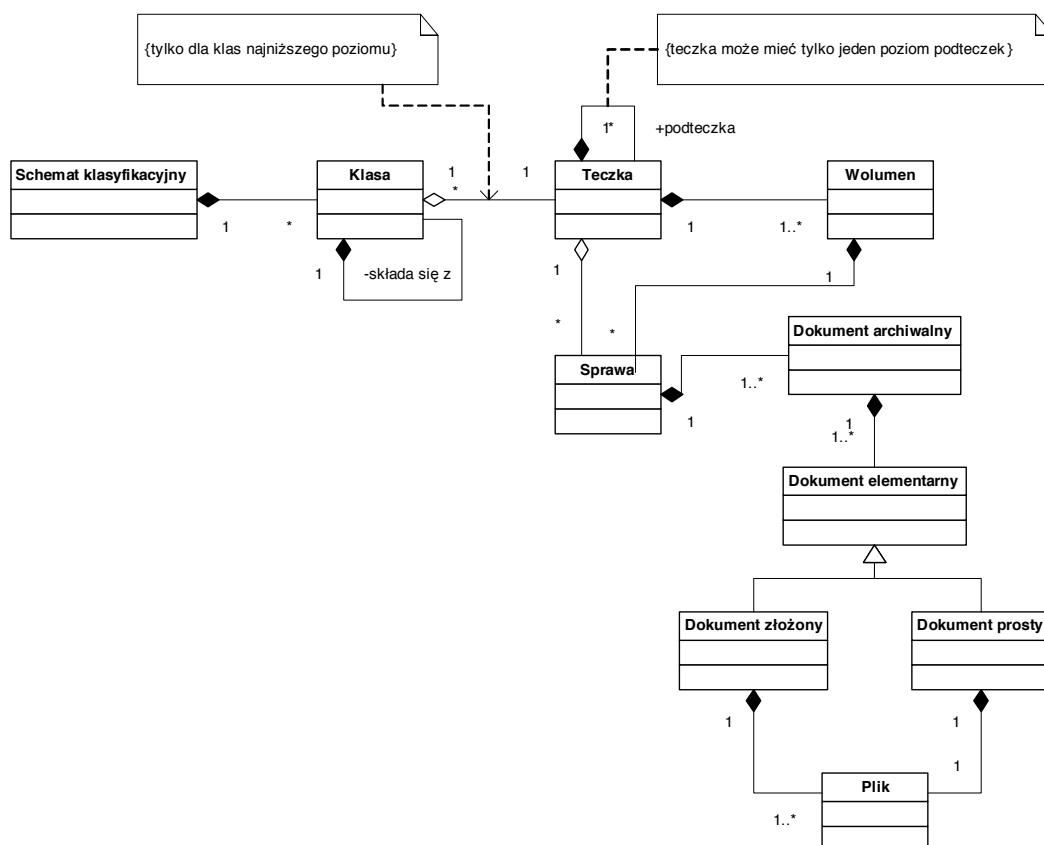 {tylko dla klas najniższego poziomu}
{teczka może mieć tylko jeden poziom podteczek}
1*
+podteczka
Schemat klasyfikacyjny
Klasa
1
*
1
Teczka
Wolumen
1
*
1
1..*
1
-składa się z
1
1
*
*
Dokument archiwalny
Sprawa
1..*
1
1
1..*
Dokument elementarny
Dokument złożony
Dokument prosty
1
1
1
Plik
1..*